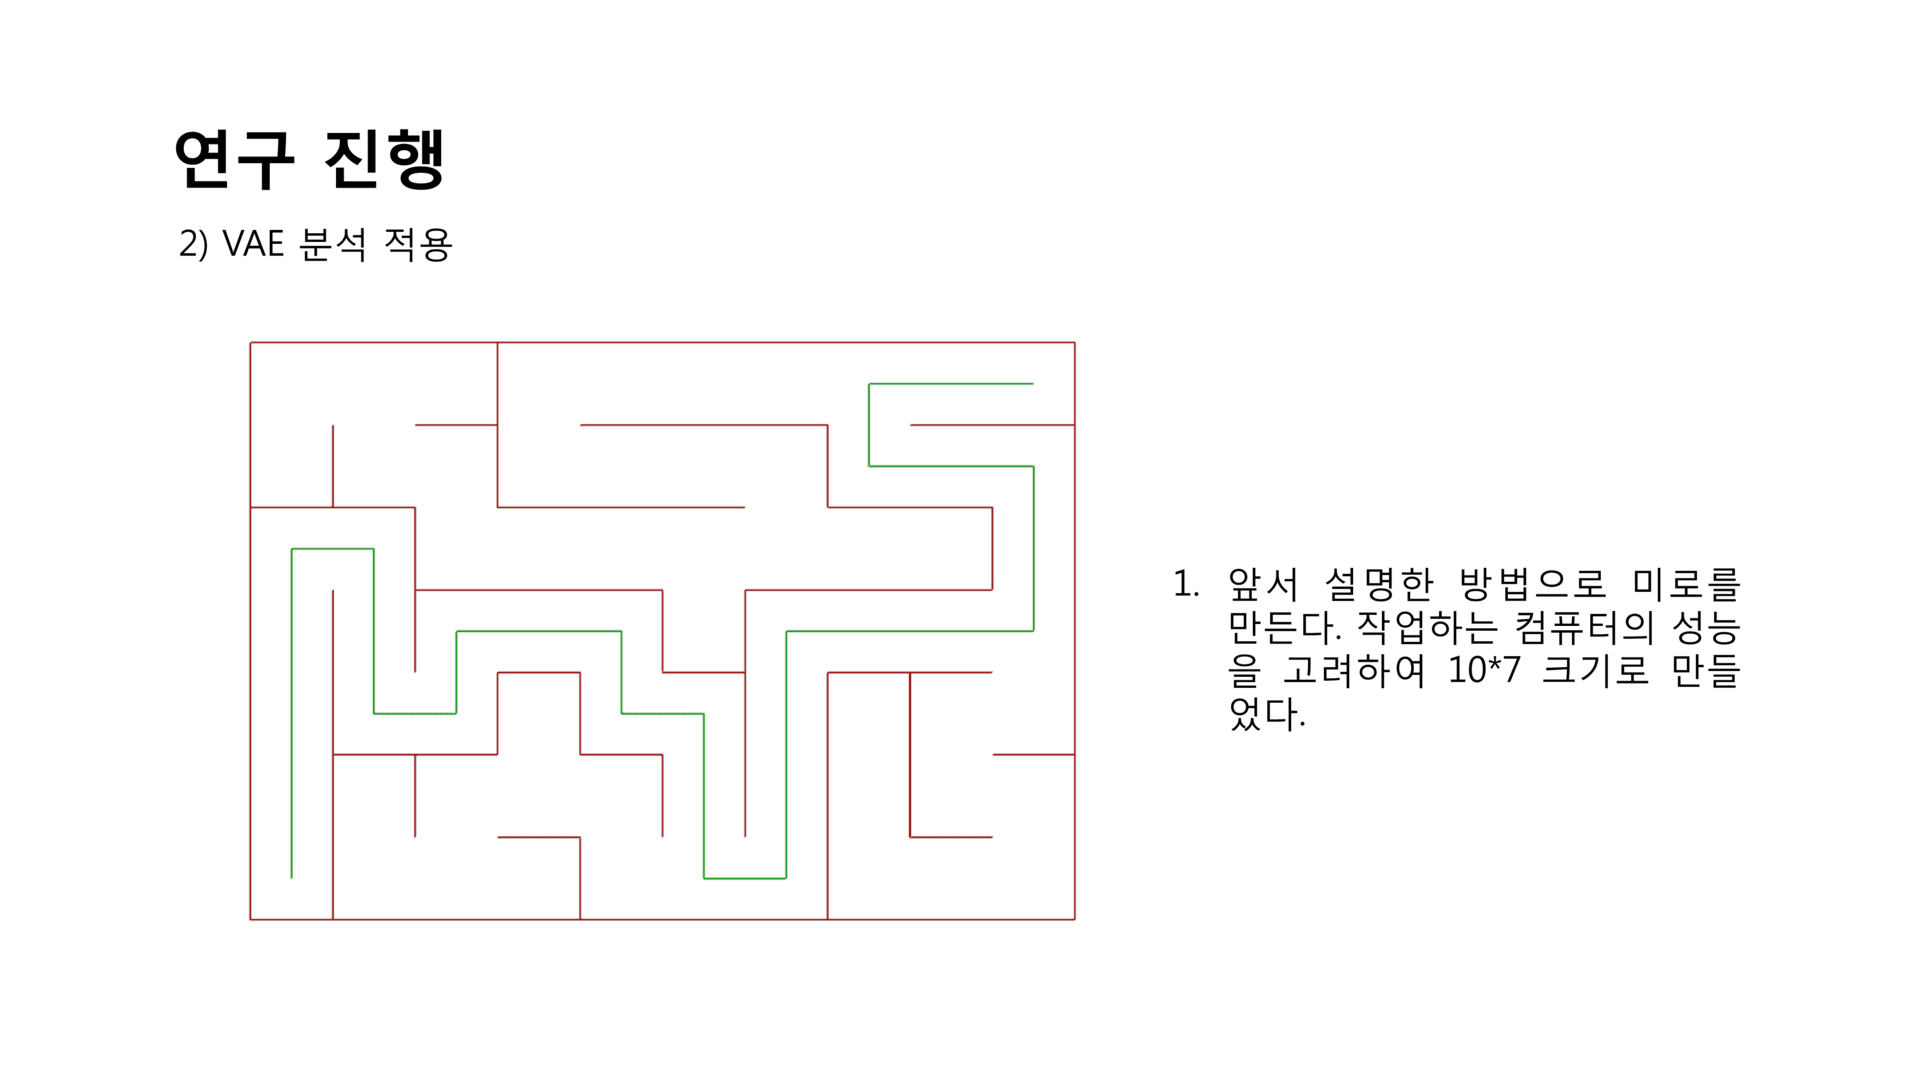 연구 진행
2) VAE 분석 적용
1. 앞서 설명한 방법으로 미로를
만든다. 작업하는 컴퓨터의 성능
을 고려하여 10*7 크기로 만들
었다.